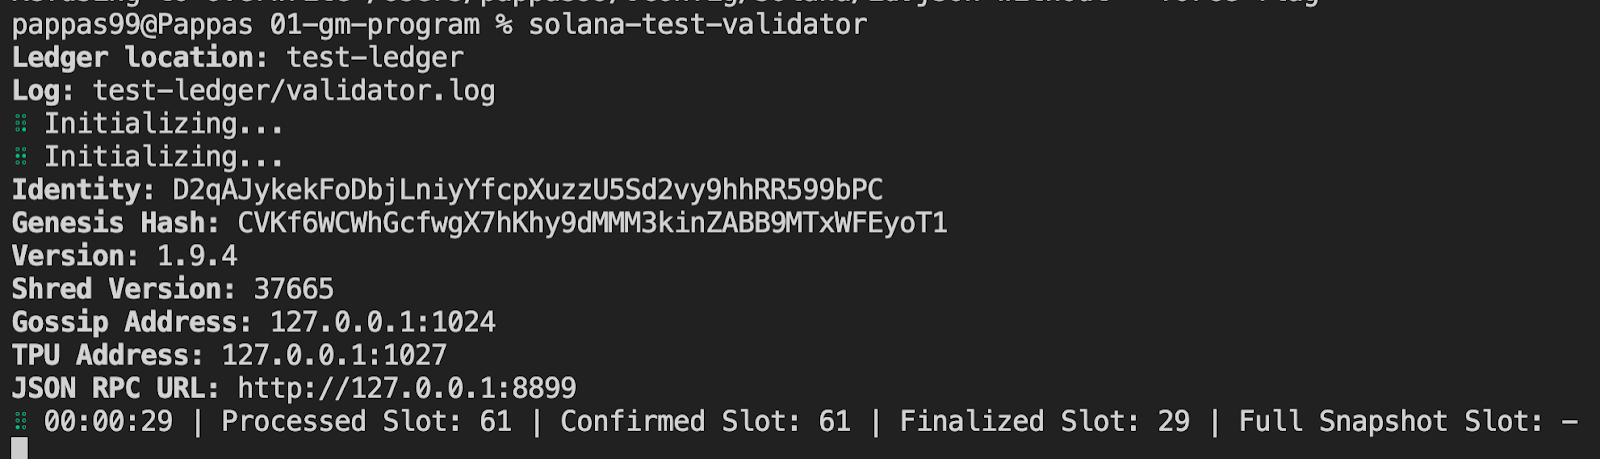 pappas99@Pappas 01-gm-program % solana-test-validator
Ledger location: test-ledger
Log: test-ledger/validator.log
Initializing...
Initializing...
Identity: D2qAJykekFoDbjLniyYfcpXuzzU5Sd2vy9hhRR599bPC
Genesis Hash: CVKf6WCWhGcfwgX7hKhy9dMMM3kinZABB9MTxWFEyoT1
Version: 1.9.4
Shred Version: 37665
Gossip Address: 127.0.0.1:1024
TPU Address: 127.0.0.1:1027
JSON RPC URL: http://127.0.0.1:8899
00:00:29 | Processed Slot: 61 | Confirmed Slot: 61 | Finalized Slot: 29 | Full Snapshot Slot: -